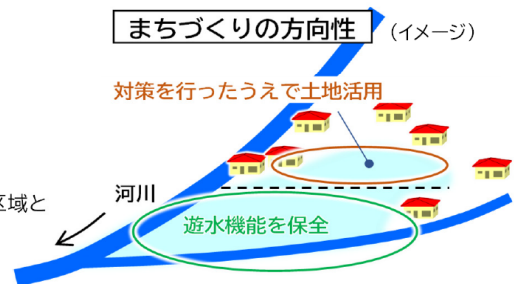 まちづくりの方向性
(イメージ)
対策を行ったうえで土地活用
区域と
河川
遊水機能を保全